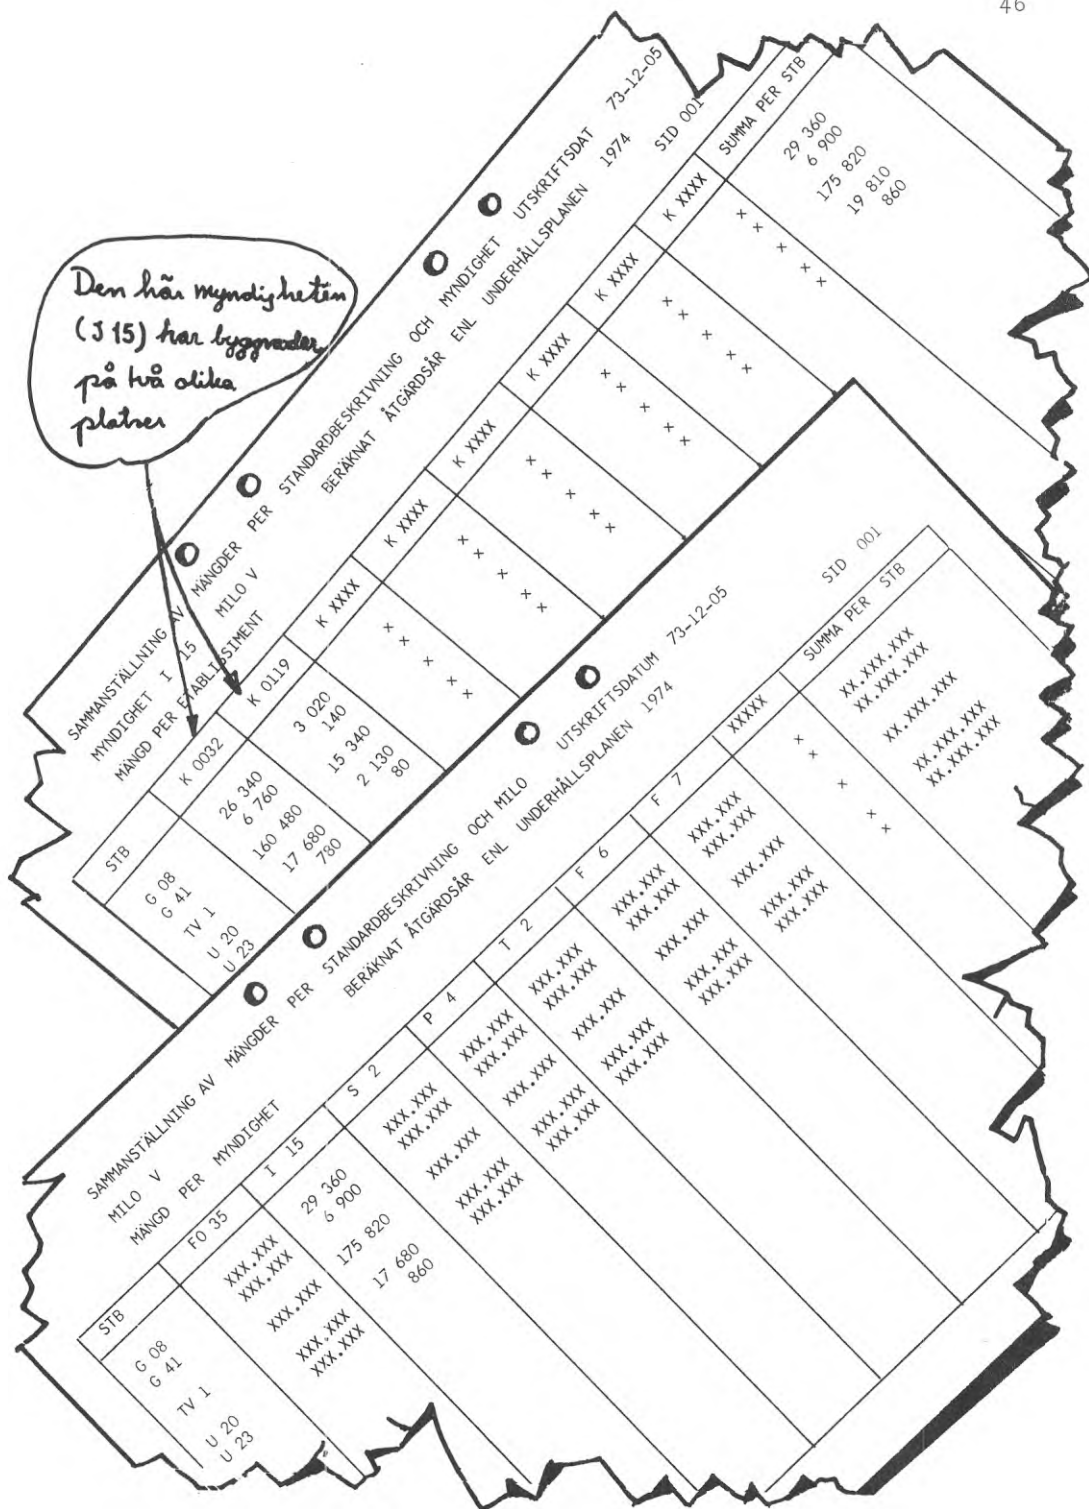 46
Den här myndigheten
(I 15) har byggnader
på två olika
platser
SAMMANSTÄLLNING AV MÄNGDER PER STANDARDBESKRIVNING OCH MYNDIGHET UTSKRIFTSDAT 73-12-05
MYNDIGHET I 15 MILO V BERÄKNAT ÅTGÄRDSÅR ENL UNDERHÅLLSPLANEN 1974 SID 001
MÄNGD PER ETABLISSIMENT
STB K 0032 K 0119 K XXXX K XXXX K XXXX K XXXX K XXXX SUMMA PER STB
G 08 26 340 3 020 x x x x x 29 360
G 41 6 760 140 x x x x x 6 900
TV 1 160 480 15 340 x x x x x 175 820
U 20 17 680 2 130 x x x x x 19 810
U 23 780 80 x x x x x 860
SAMMANSTÄLLNING AV MÄNGDER PER STANDARDBESKRIVNING OCH MILO UTSKRIFTSDATUM 73-12-05
MILO V BERÄKNAT ÅTGÄRDSÅR ENL UNDERHÅLLSPLANEN 1974 SID 001
MÄNGD PER MYNDIGHET
STB FO 35 I 15 S 2 P 4 T 2 F 6 F 7 XXXXX SUMMA PER STB
G 08 XXX.XXX 29 360 XXX.XXX XXX.XXX XXX.XXX XXX.XXX XXX.XXX x XX.XXX.XXX
G 41 XXX.XXX 6 900 XXX.XXX XXX.XXX XXX.XXX XXX.XXX XXX.XXX x XX.XXX.XXX
TV 1 XXX.XXX 175 820 XXX.XXX XXX.XXX XXX.XXX XXX.XXX XXX.XXX x XX.XXX.XXX
U 20 XXX.XXX 17 680 XXX.XXX XXX.XXX XXX.XXX XXX.XXX XXX.XXX x XX.XXX.XXX
U 23 XXX.XXX 860 XXX.XXX XXX.XXX XXX.XXX XXX.XXX XXX.XXX x XX.XXX.XXX